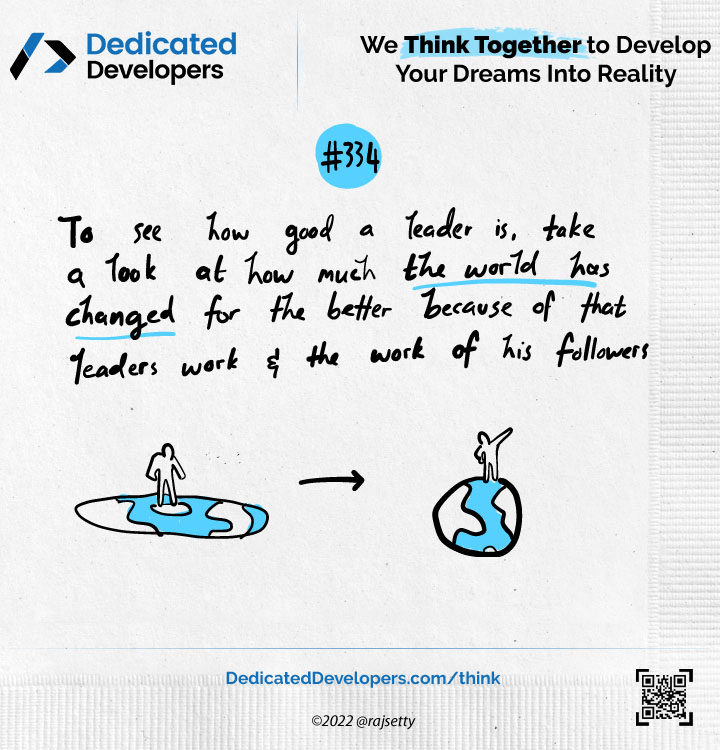 Dedicated
Developers
We Think Together to Develop
Your Dreams Into Reality
#334
To see how good a leader is, take
a look at how much the world has
changed for the better because of that
leaders work & the work of his followers
DedicatedDevelopers.com/think
©2022 @rajsetty